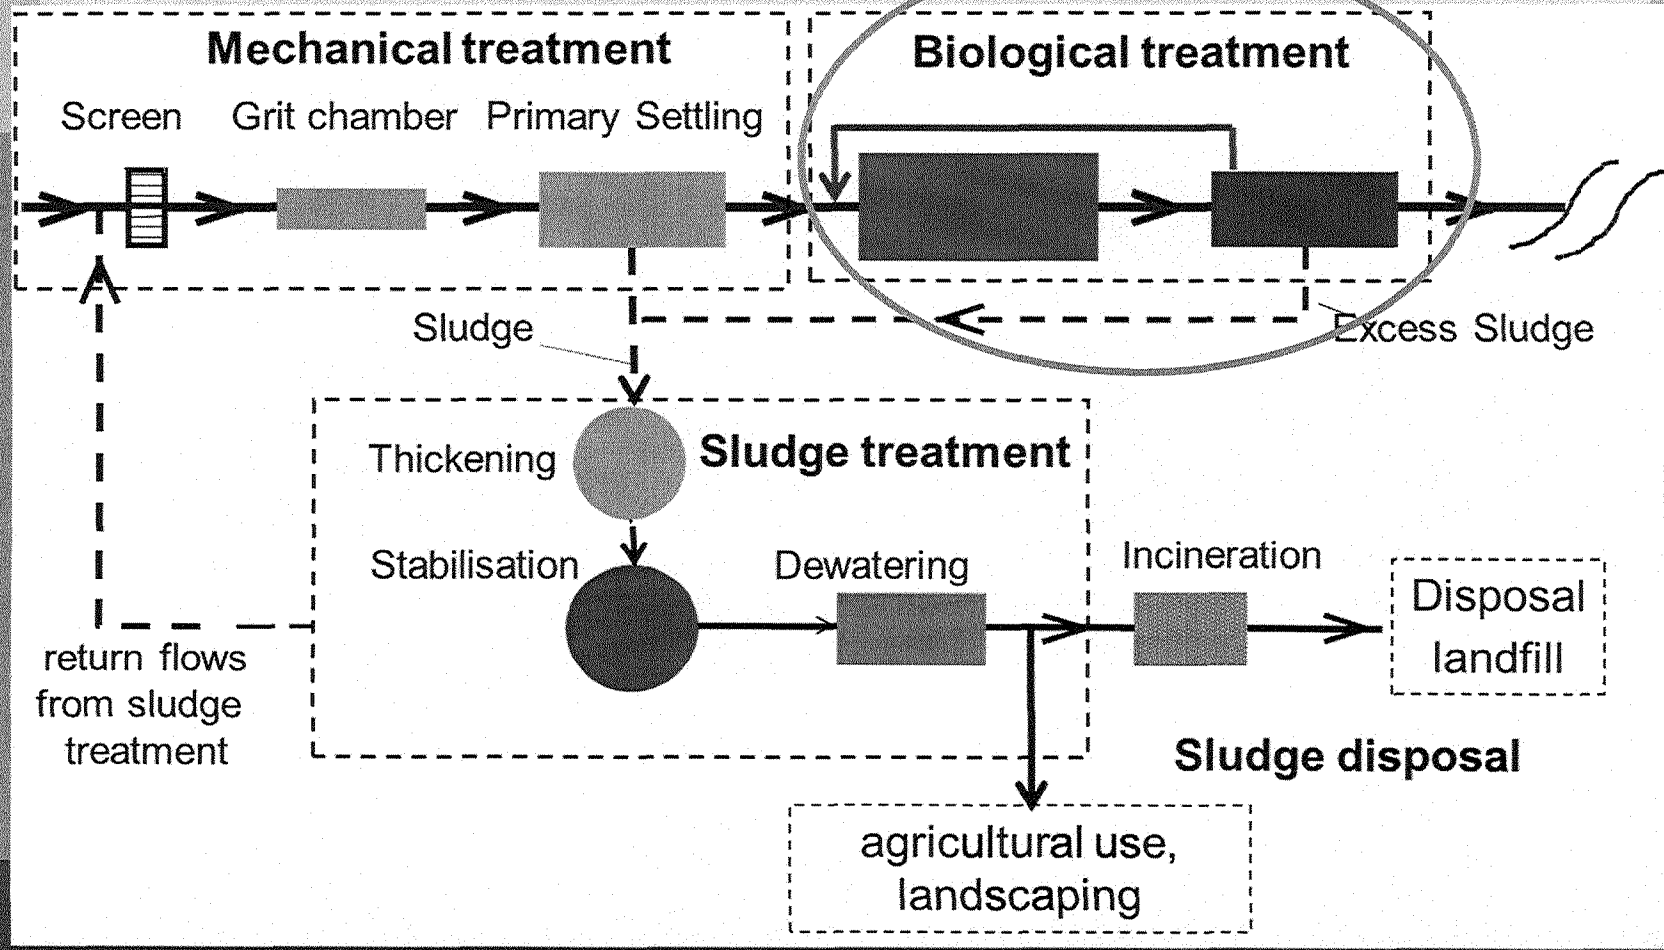 Mechanical treatment
Biological treatment
Screen
Grit chamber
Primary Settling
Sludge
Excess Sludge
Thickening
Sludge treatment
Stabilisation
Dewatering
Incineration
Disposal
landfill
return flows
from sludge
treatment
Sludge disposal
agricultural use,
landscaping